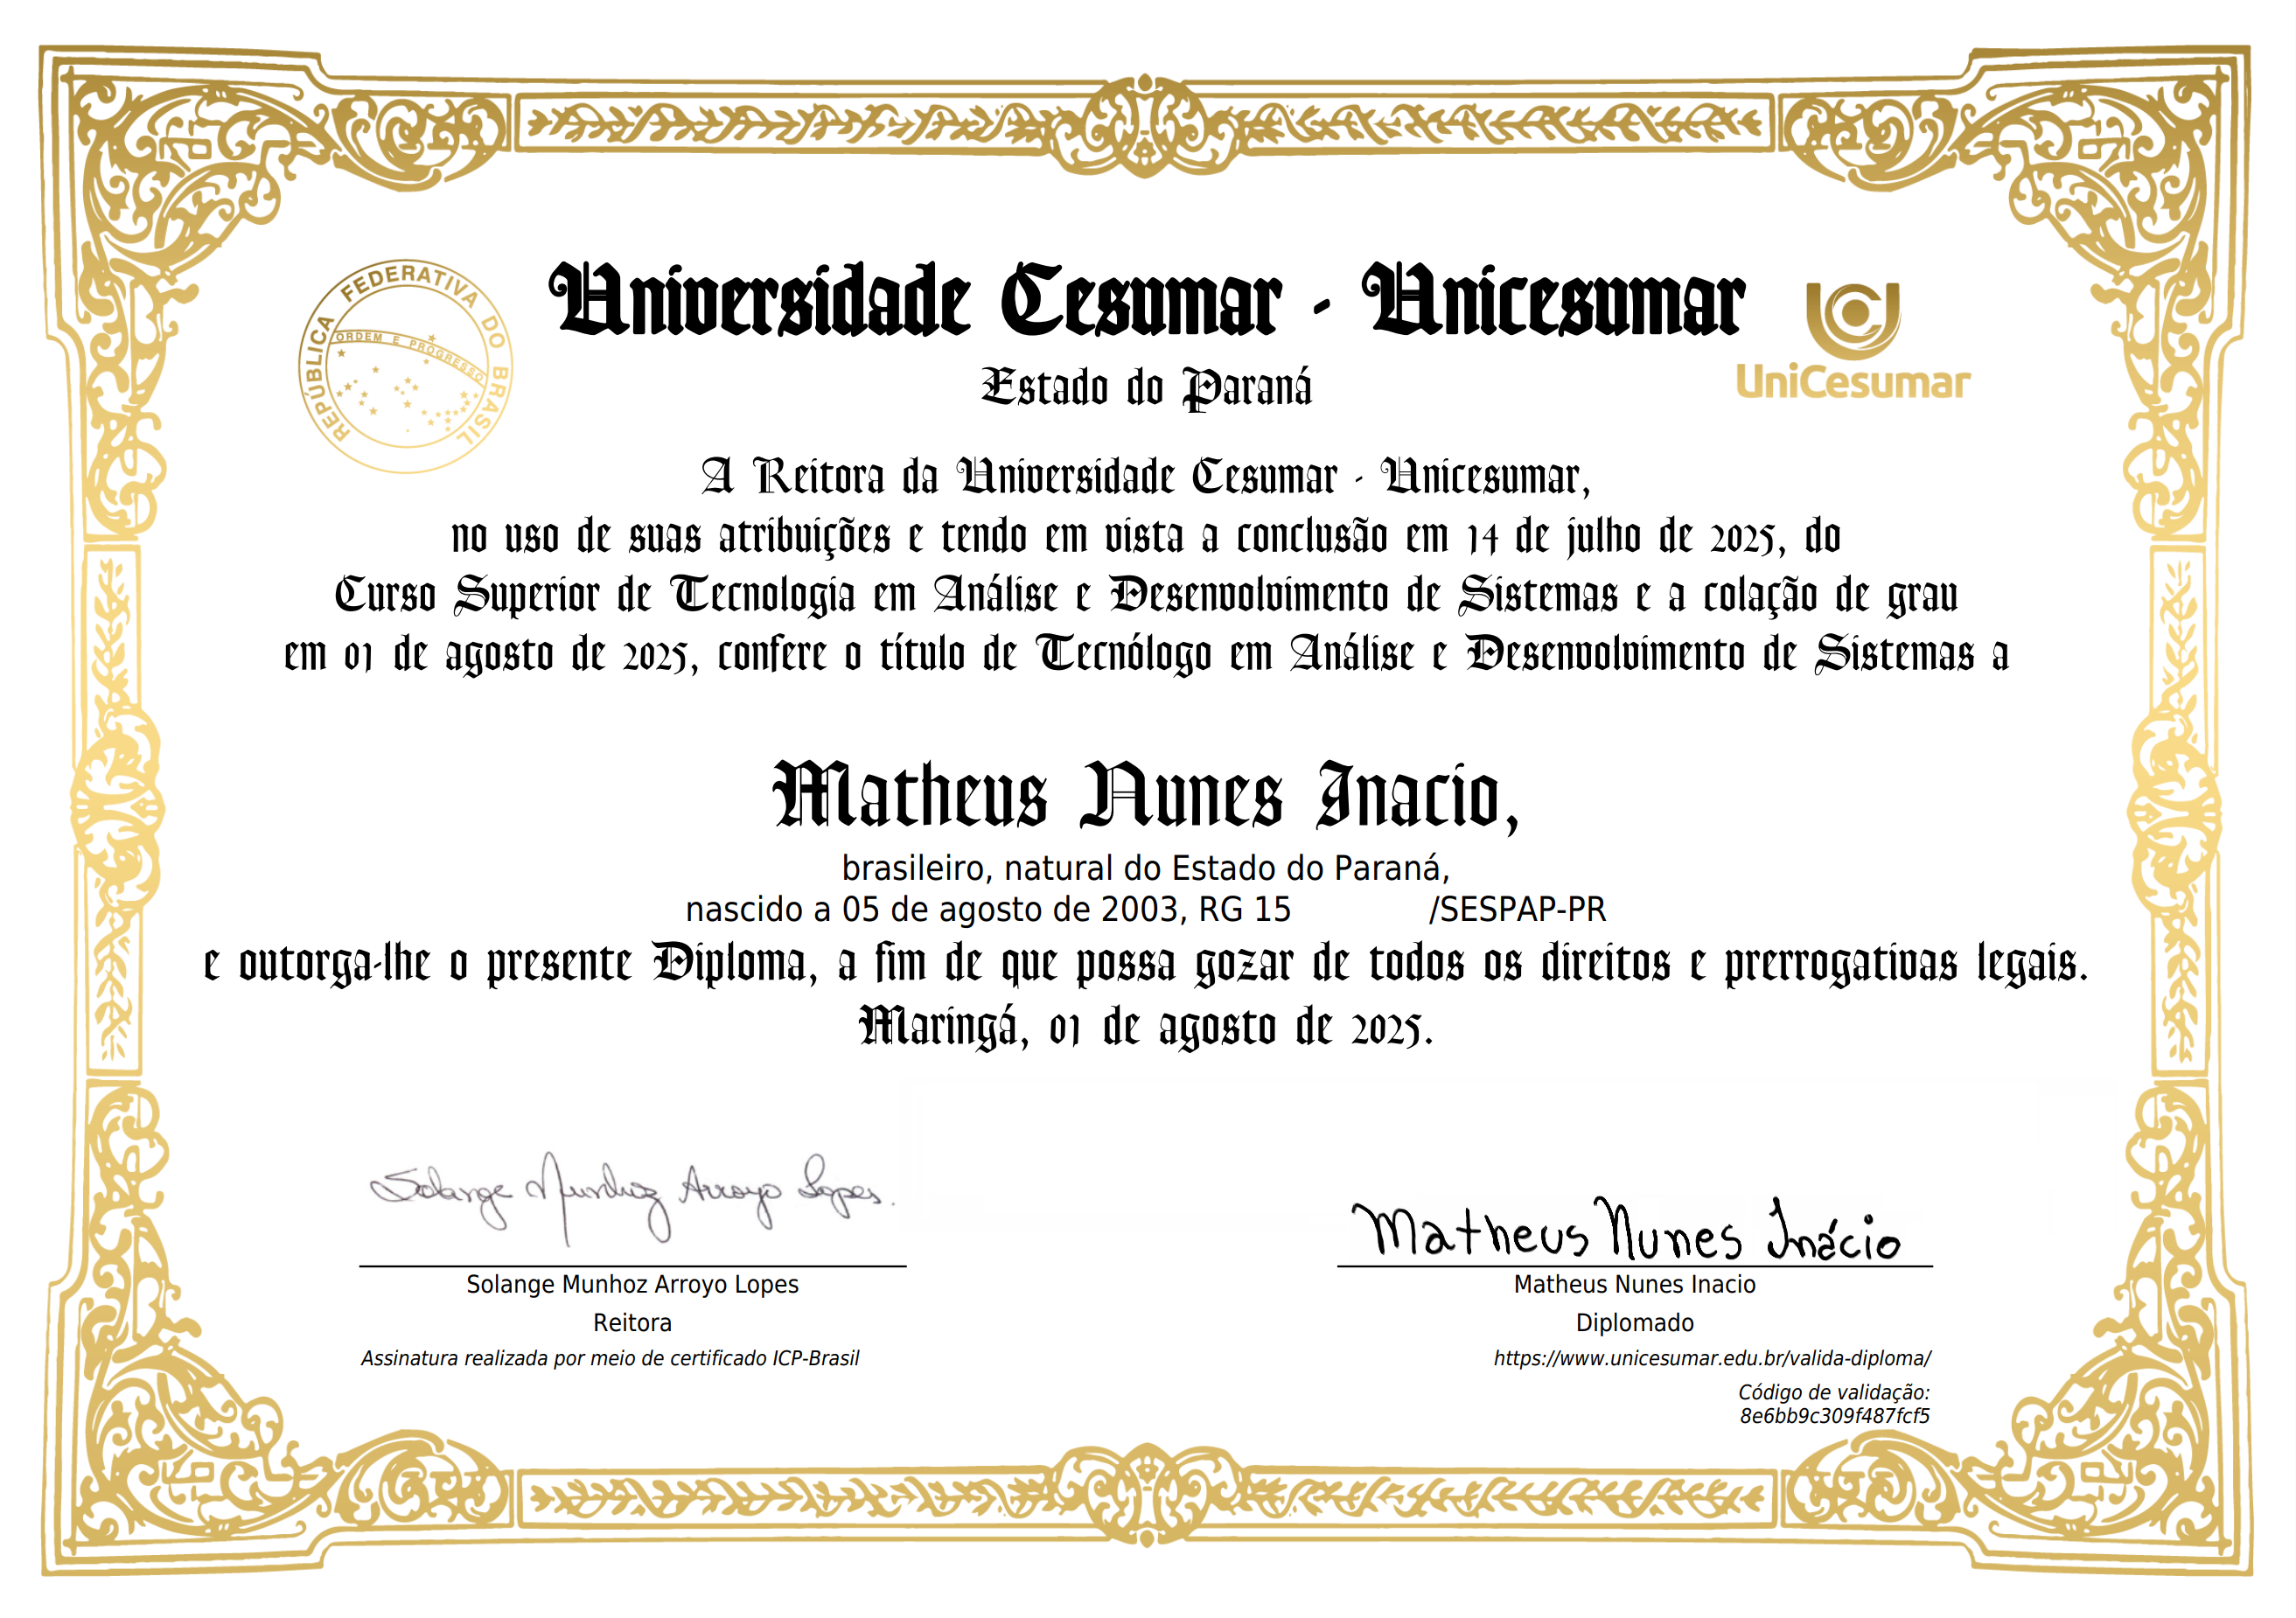 REPÚBLICA FEDERATIVA DO BRASIL
ORDEM E PROGRESSO
Universidade Cesumar - Unicesumar
UniCesumar
Estado do Paraná
A Reitora da Universidade Cesumar - Unicesumar,
no uso de suas atribuições e tendo em vista a conclusão em 14 de julho de 2025, do
Curso Superior de Tecnologia em Análise e Desenvolvimento de Sistemas e a colação de grau
em 01 de agosto de 2025, confere o título de Tecnólogo em Análise e Desenvolvimento de Sistemas a
Matheus Nunes Inacio,
brasileiro, natural do Estado do Paraná,
nascido a 05 de agosto de 2003, RG 15 /SESPAP-PR
e outorga-lhe o presente Diploma, a fim de que possa gozar de todos os direitos e prerrogativas legais.
Maringá, 01 de agosto de 2025.
Solange Munhoz Arroyo Lopes.
Solange Munhoz Arroyo Lopes
Reitora
Assinatura realizada por meio de certificado ICP-Brasil
Matheus Nunes Inácio
Matheus Nunes Inacio
Diplomado
https://www.unicesumar.edu.br/valida-diploma/
Código de validação:
8e6bb9c309f487fcf5